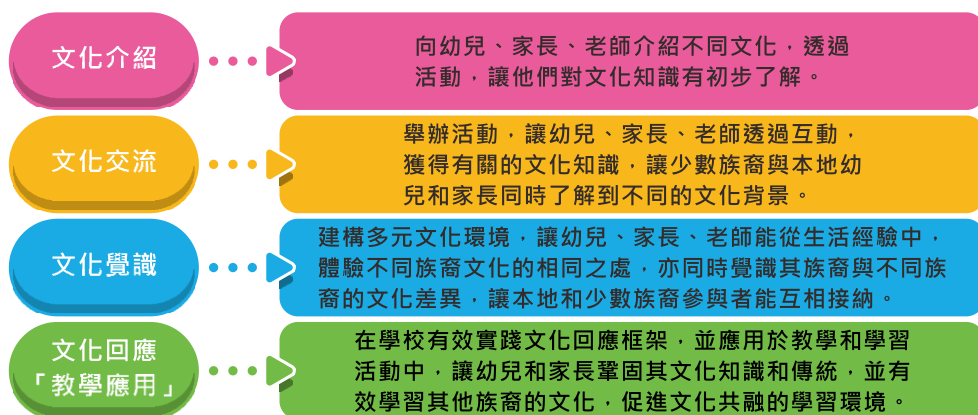 文化介紹
向幼兒、家長、老師介紹不同文化，透過
活動，讓他們對文化知識有初步了解。
文化交流
舉辦活動，讓幼兒、家長、老師透過互動，
獲得有關的文化知識，讓少數族裔與本地幼
兒和家長同時了解到不同的文化背景。
文化覺識
建構多元文化環境，讓幼兒、家長、老師能從生活經驗中，
體驗不同族裔文化的相同之處，亦同時覺識其族裔與不同族
裔的文化差異，讓本地和少數族裔參與者能互相接納。
文化回應
「教學應用」
在學校有效實踐文化回應框架，並應用於教學和學習
活動中，讓幼兒和家長鞏固其文化知識和傳統，並有
效學習其他族裔的文化，促進文化共融的學習環境。